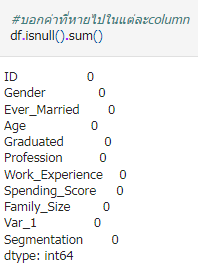 #บอกค่าที่หายไปในแต่ละcolumn
df.isnull().sum()
ID 0
Gender 0
Ever_Married 0
Age 0
Graduated 0
Profession 0
Work_Experience 0
Spending_Score 0
Family_Size 0
Var_1 0
Segmentation 0
dtype: int64